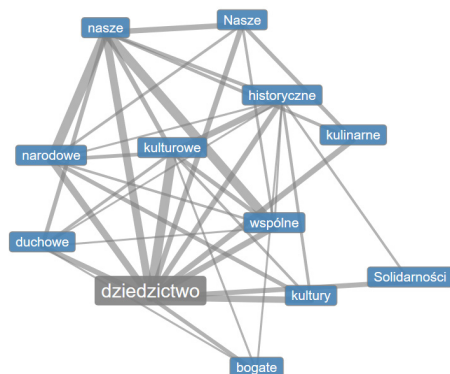 nasze
Nasze
historyczne
kulinarne
narodowe
kulturowe
wspólne
duchowe
Solidarności
dziedzictwo
kultury
bogate